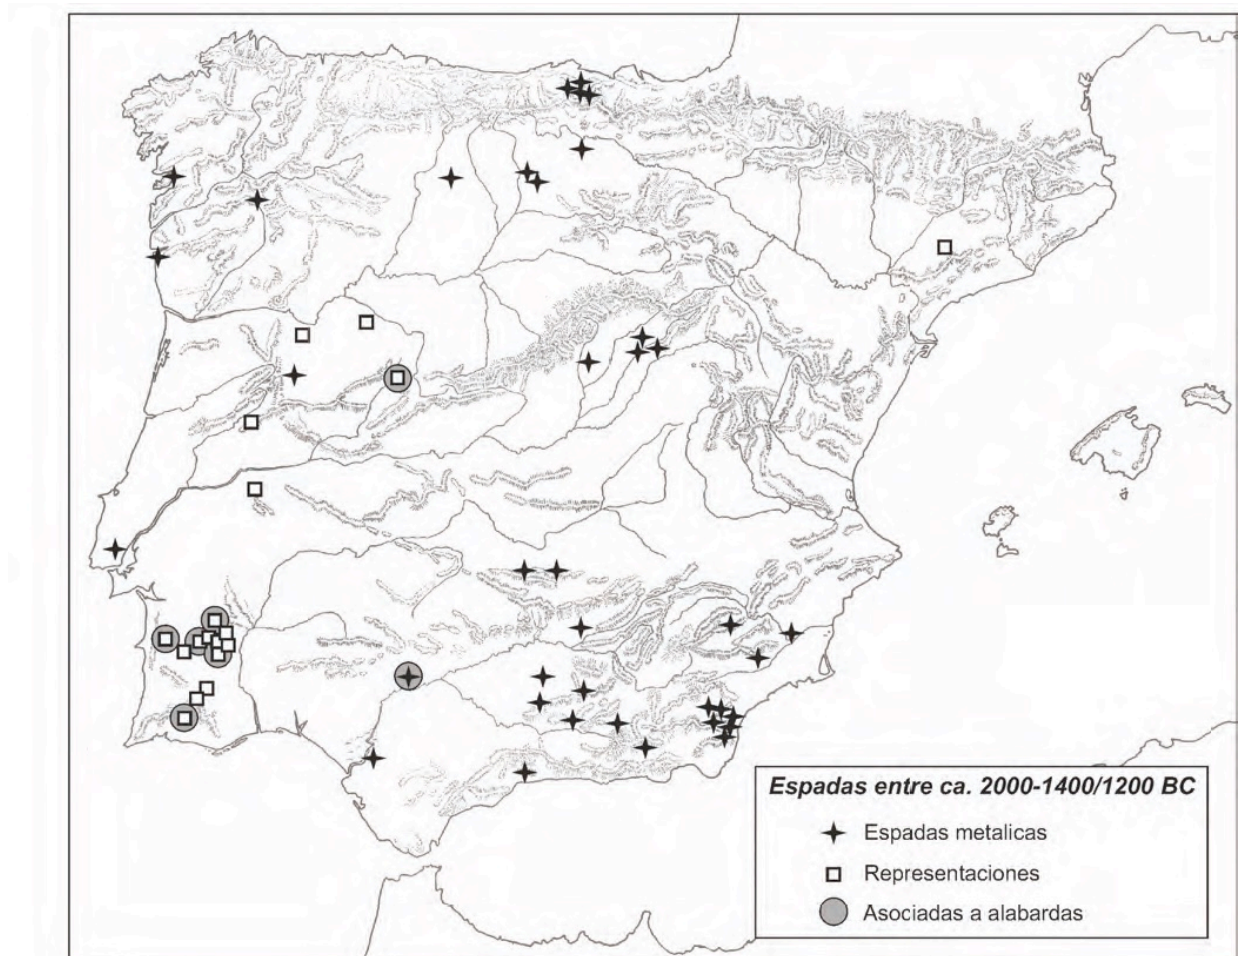 Espadas entre ca. 2000-1400/1200 BC
Espadas metalicas
Representaciones
Asociadas a alabardas